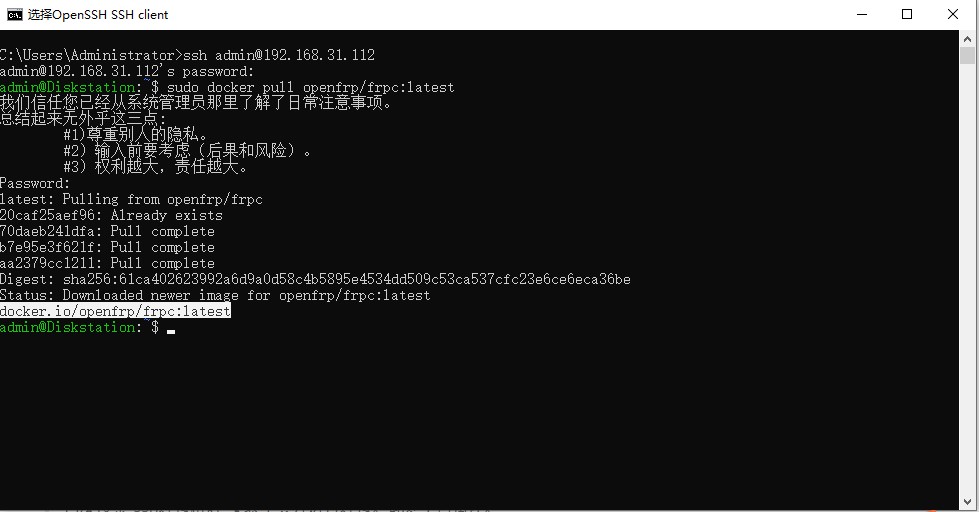 选择OpenSSH SSH client
C:\Users\Administrator>ssh admin@192.168.31.112
admin@192.168.31.112's password:
admin@Diskstation:~$ sudo docker pull openfrp/frpc:latest
我们信任您已经从系统管理员那里了解了日常注意事项。
总结起来无外乎这三点：
#1)尊重别人的隐私。
#2) 输入前要考虑（后果和风险）。
#3) 权利越大，责任越大。
Password:
latest: Pulling from openfrp/frpc
20caf25aef96: Already exists
70daeb241dfa: Pull complete
b7e95e3f621f: Pull complete
aa2379cc1211: Pull complete
Digest: sha256:61ca402623992a6d9a0d58c4b5895e4534dd509c53ca537cfc23e6ce6eca36be
Status: Downloaded newer image for openfrp/frpc:latest
docker.io/openfrp/frpc:latest
admin@Diskstation:~$